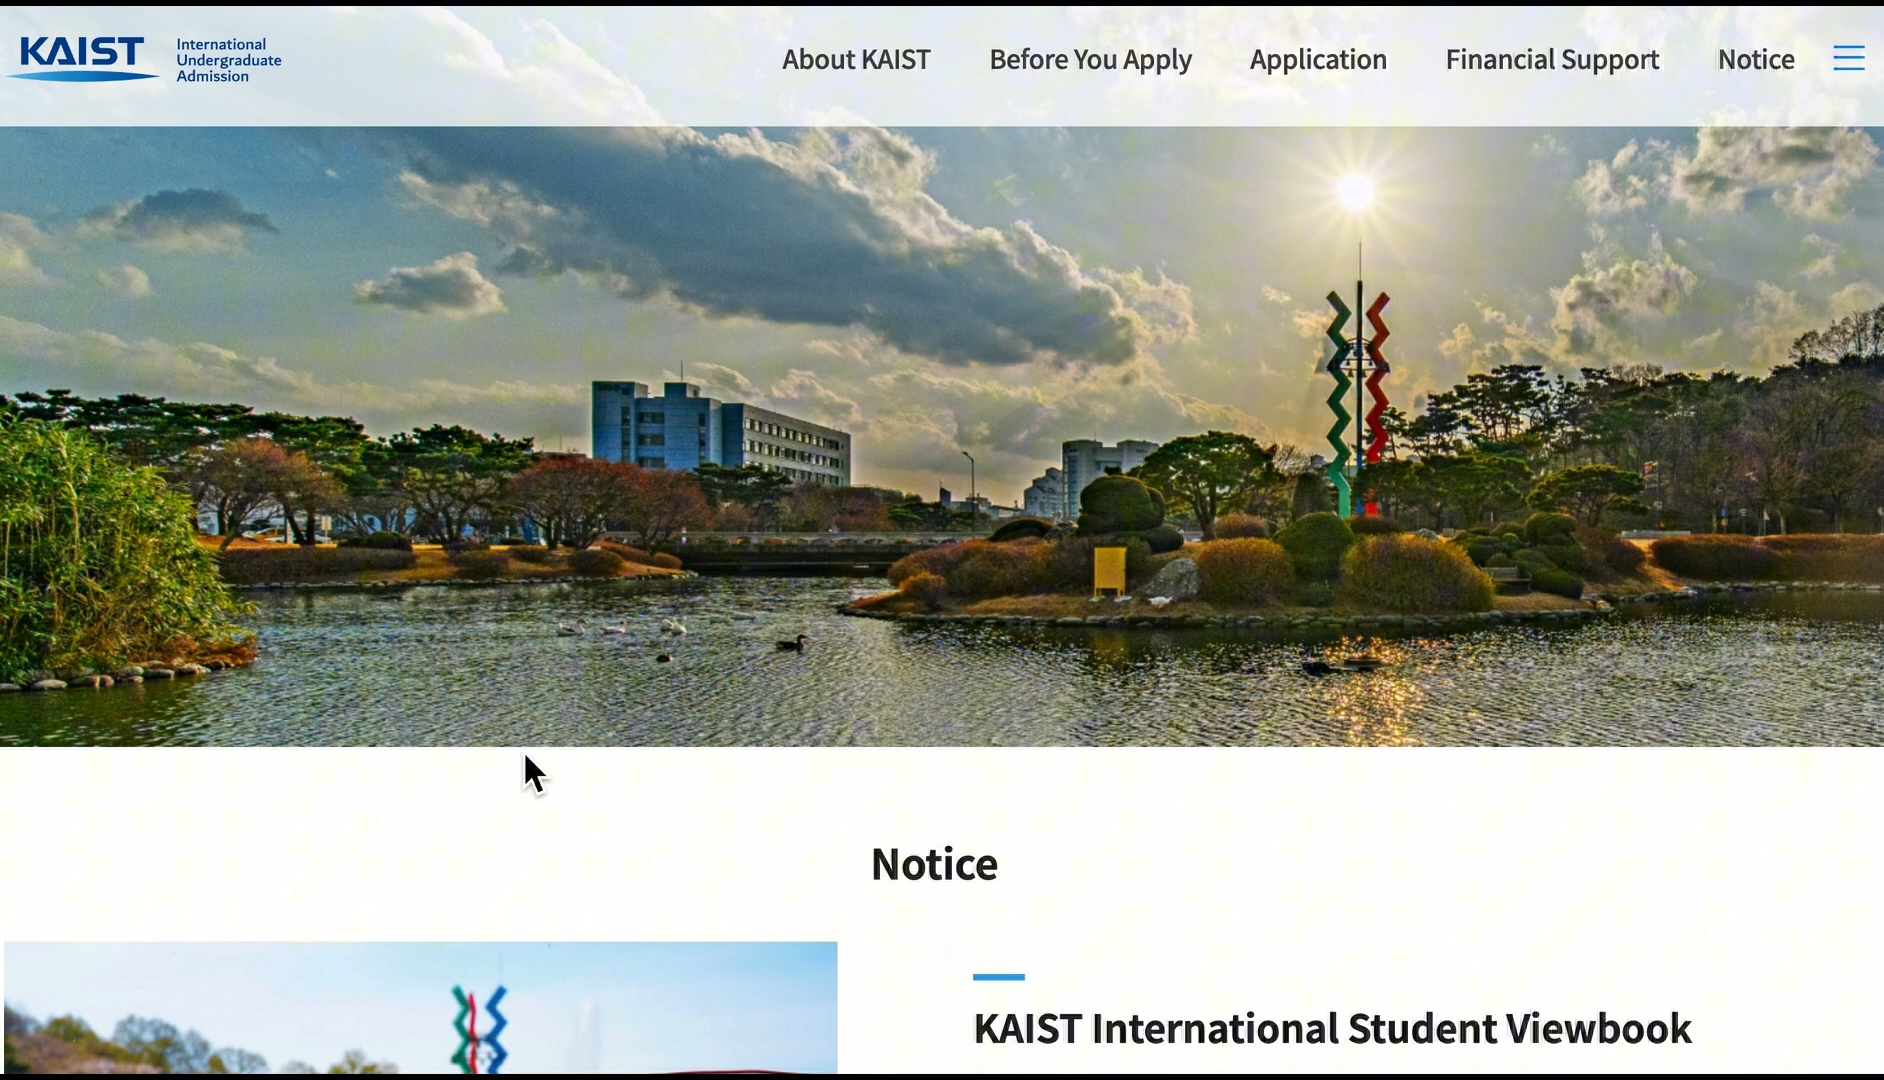 KAIST
International
Undergraduate
Admission
About KAIST
Before You Apply
Application
Financial Support
Notice
Notice
KAIST International Student Viewbook